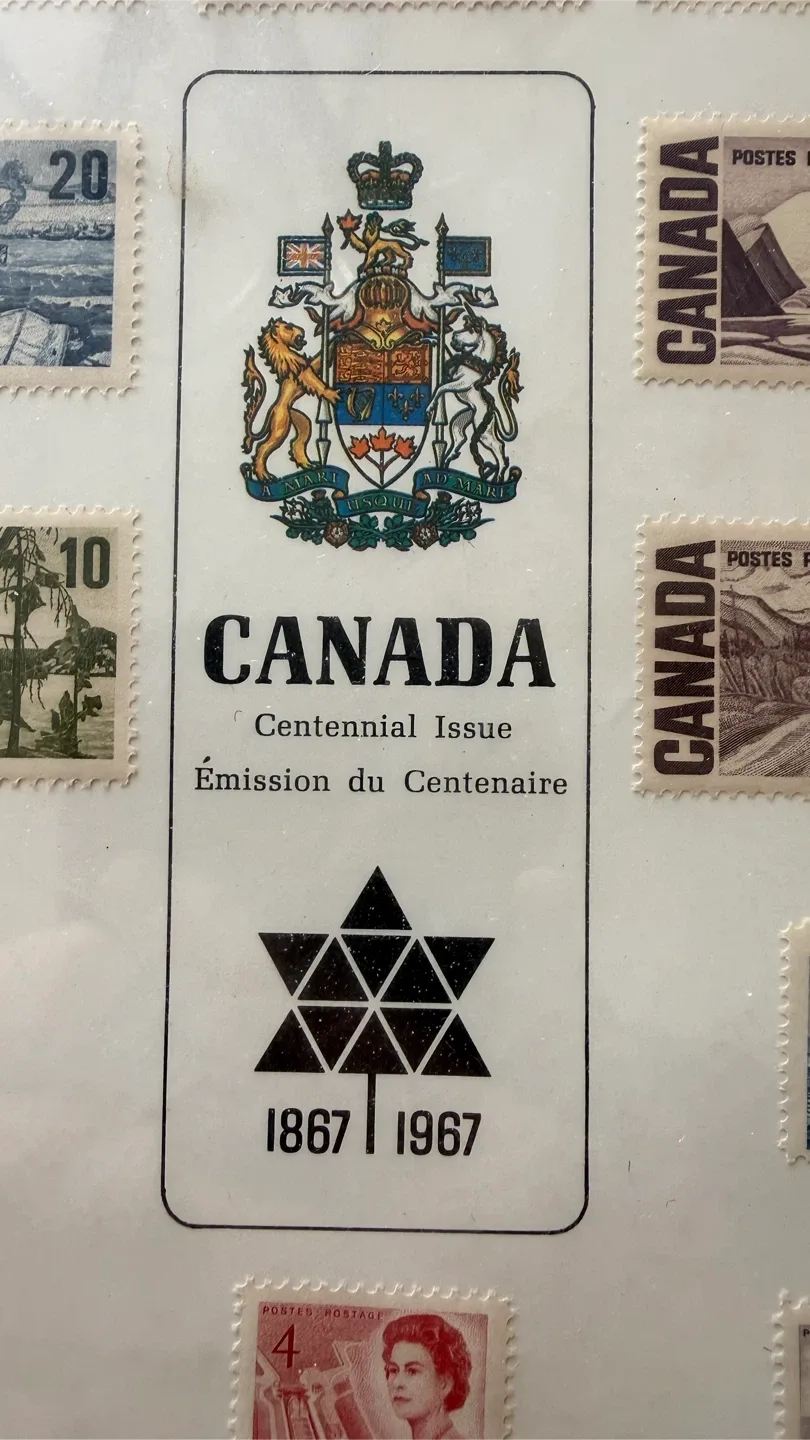 20
CANADA
POSTES
10
CANADA
POSTES
A MARI USQUE AD MARE
CANADA
Centennial Issue
Émission du Centenaire
1867 1967
POSTES POSTAGE
4